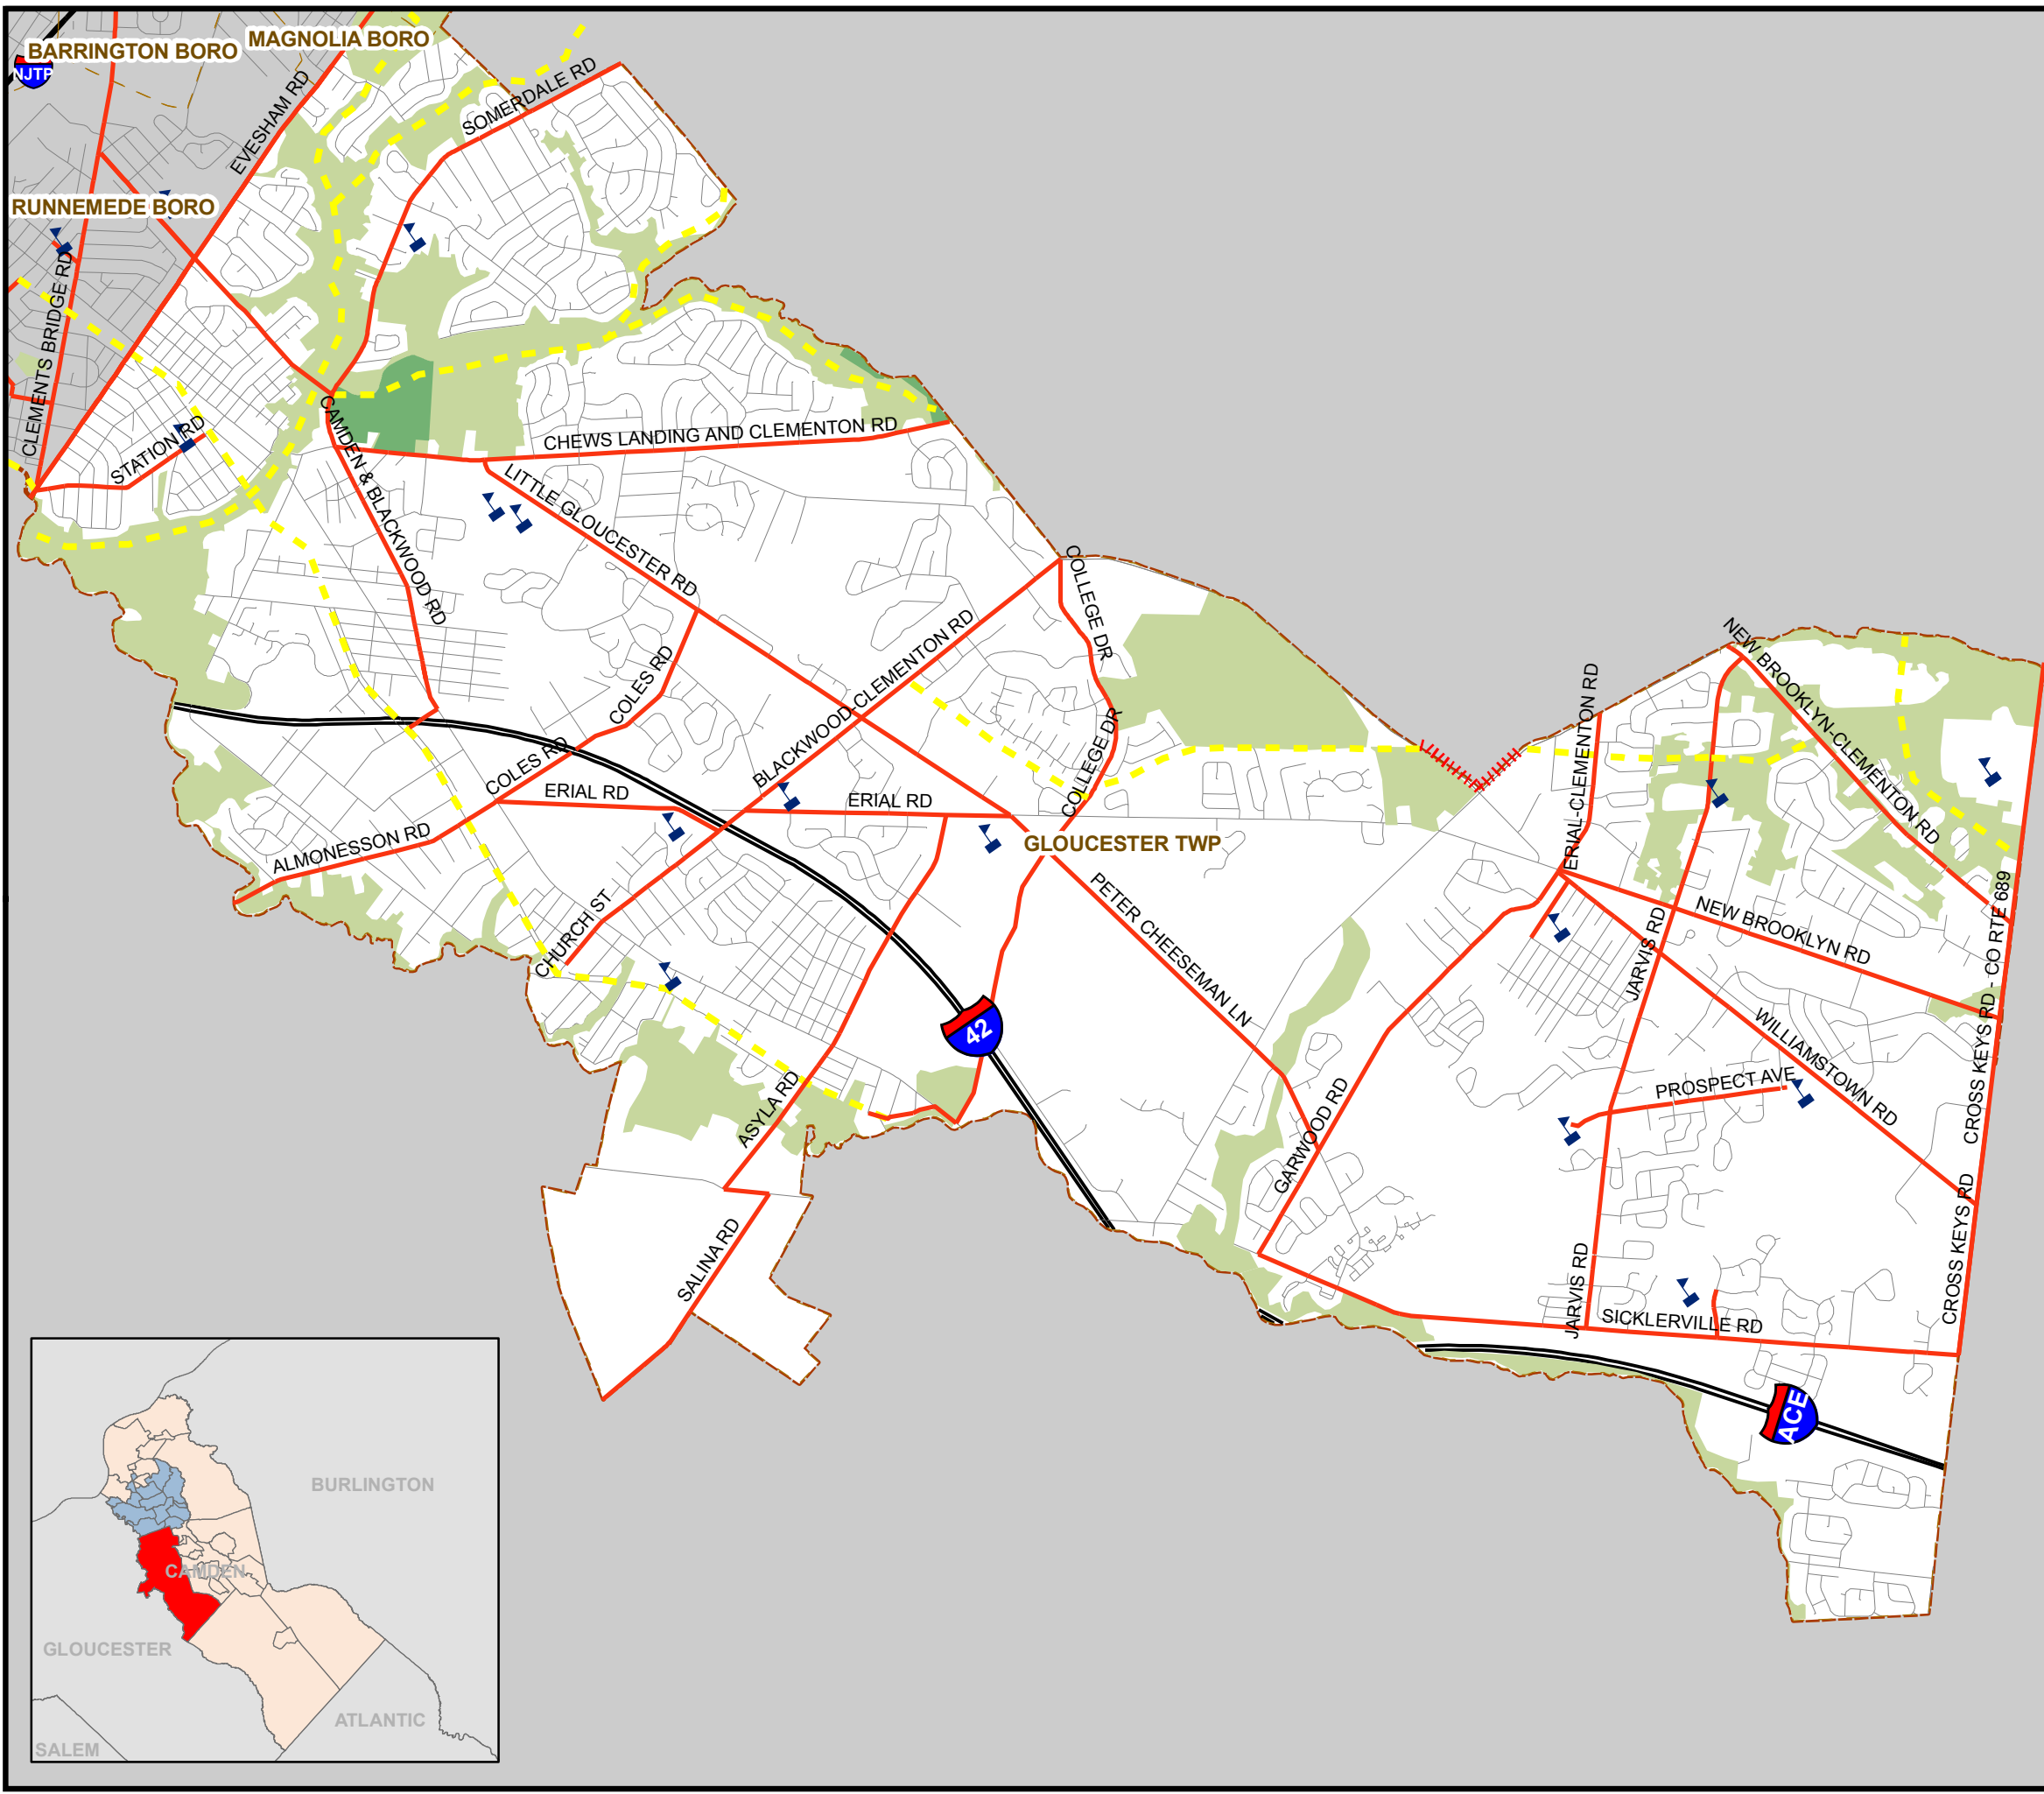 MAGNOLIA BORO
BARRINGTON BORO
NJTP
EVESHAM RD
SOMERDALE RD
RUNNEMEDE BORO
CLEMENTS BRIDGE RD
STATION RD
CAMDEN & BLACKWOOD RD
CHEWS LANDING AND CLEMENTON RD
LITTLE GLOUCESTER RD
COLLEGE DR
BLACKWOOD-CLEMENTON RD
COLES RD
COLES RD
COLLEGE DR
ERIAL RD
ERIAL RD
ALMONESSON RD
GLOUCESTER TWP
NEW BROOKLYN-CLEMENTON RD
ERIAL-CLEMENTON RD
PETER CHEESEMAN LN
NEW BROOKLYN RD
JARVIS RD
CROSS KEYS RD - CO RTE 689
CHURCH ST
42
WILLIAMSTOWN RD
PROSPECT AVE
ASYLA RD
GARWOOD RD
SALINA RD
JARVIS RD
CROSS KEYS RD
SICKLERVILLE RD
ACE
BURLINGTON
CAMDEN
GLOUCESTER
ATLANTIC
SALEM